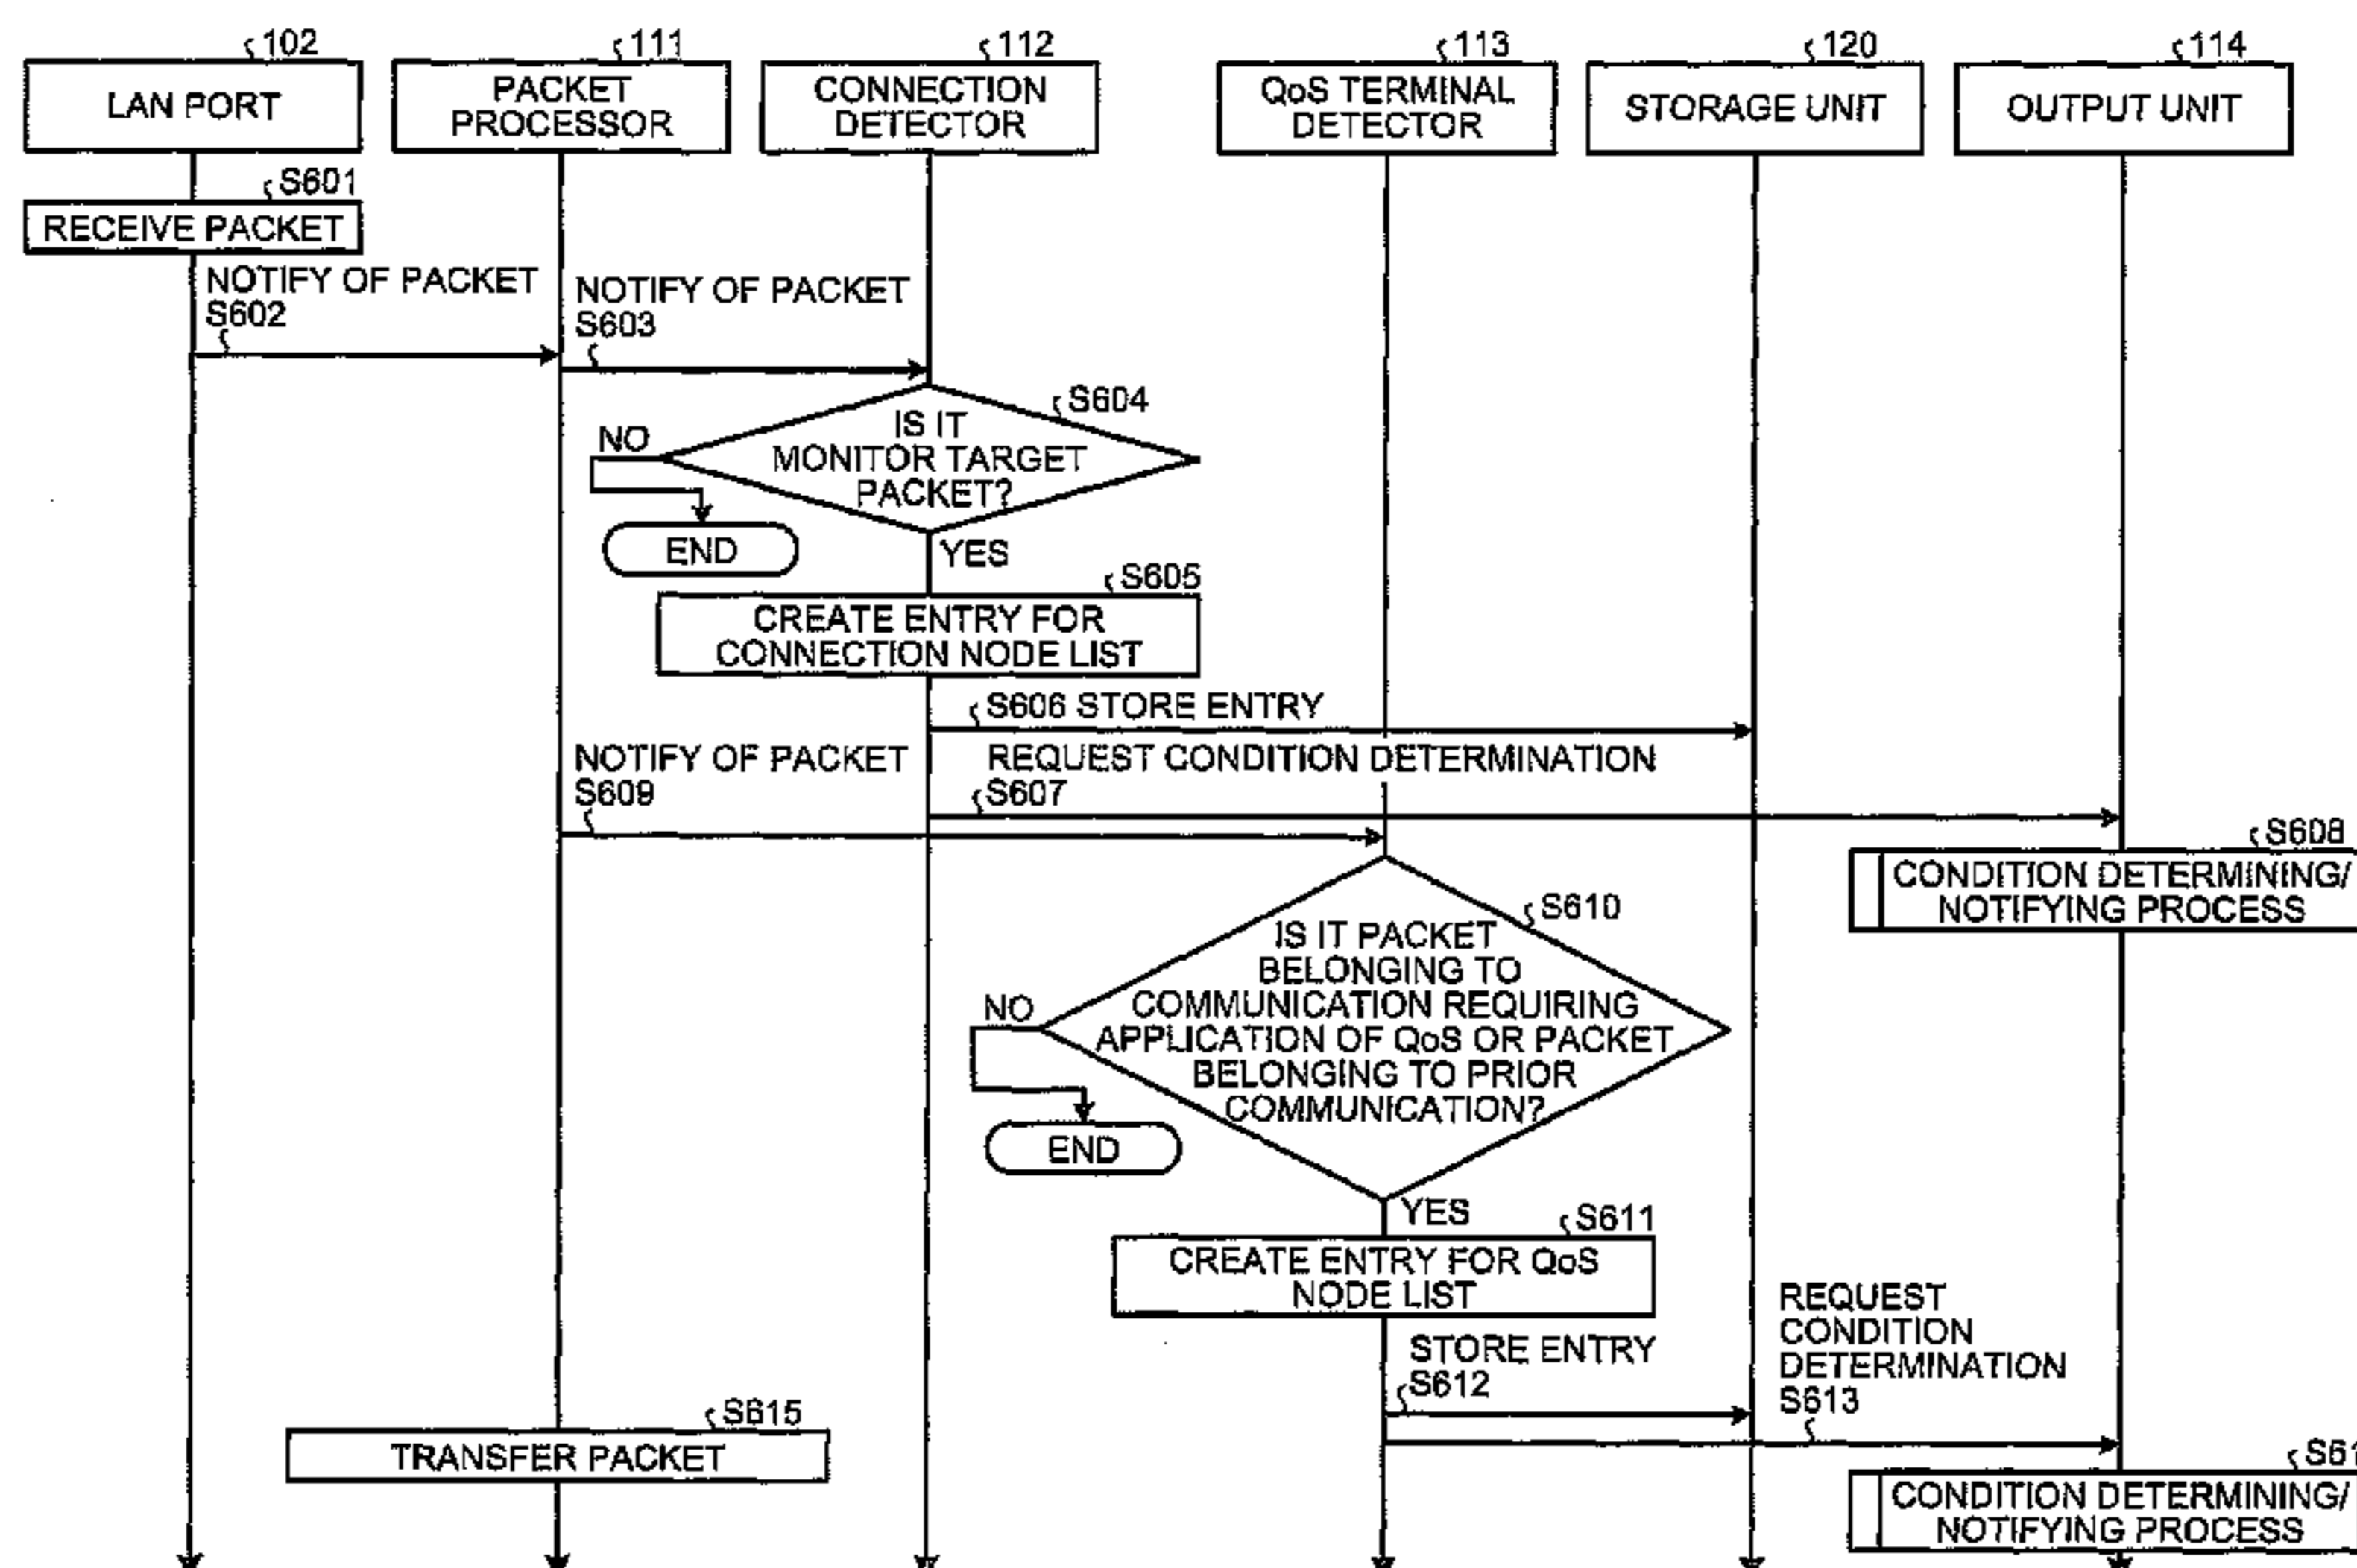 102
111
112
113
120
114
LAN PORT
PACKET
PROCESSOR
CONNECTION
DETECTOR
QoS TERMINAL
DETECTOR
STORAGE UNIT
OUTPUT UNIT
S601
RECEIVE PACKET
NOTIFY OF PACKET
S602
NOTIFY OF PACKET
S603
S604
IS IT
MONITOR TARGET
PACKET?
NO
END
YES
S605
CREATE ENTRY FOR
CONNECTION NODE LIST
S606 STORE ENTRY
NOTIFY OF PACKET
S609
REQUEST CONDITION DETERMINATION
S607
S608
CONDITION DETERMINING/
NOTIFYING PROCESS
S610
IS IT PACKET
BELONGING TO
COMMUNICATION REQUIRING
APPLICATION OF QoS OR PACKET
BELONGING TO PRIOR
COMMUNICATION?
NO
END
YES
S611
CREATE ENTRY FOR QoS
NODE LIST
STORE ENTRY
S612
REQUEST
CONDITION
DETERMINATION
S613
S615
TRANSFER PACKET
CONDITION DETERMINING/
NOTIFYING PROCESS